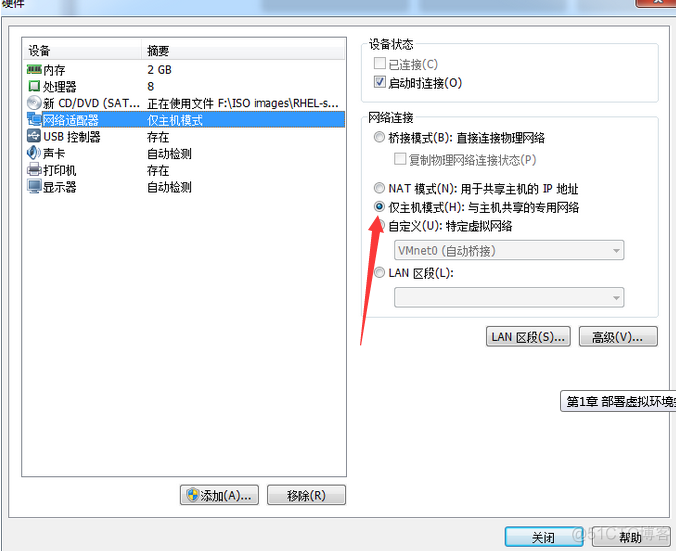 硬件
设备 摘要
内存 2 GB
处理器 8
新 CD/DVD (SAT... 正在使用文件 F:\ISO images\RHEL-s...
网络适配器 仅主机模式
USB 控制器 存在
声卡 自动检测
打印机 存在
显示器 自动检测
添加(A)...
移除(R)
设备状态
已连接(C)
启动时连接(O)
网络连接
桥接模式(B): 直接连接物理网络
复制物理网络连接状态(P)
NAT 模式(N): 用于共享主机的 IP 地址
仅主机模式(H): 与主机共享的专用网络
自定义(U): 特定虚拟网络
VMnet0 (自动桥接)
LAN 区段(L):
LAN 区段(S)...
高级(V)...
第1章 部署虚拟环境
关闭
帮助
@51CTO博客